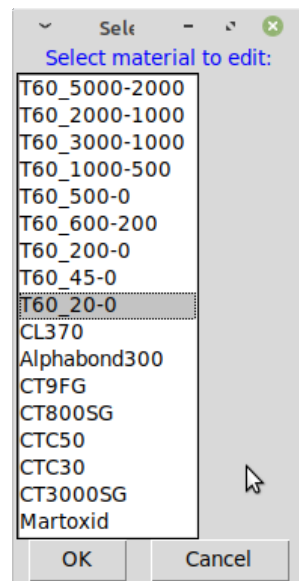 Sele
Select material to edit:
T60_5000-2000
T60_2000-1000
T60_3000-1000
T60_1000-500
T60_500-0
T60_600-200
T60_200-0
T60_45-0
T60_20-0
CL370
Alphabond300
CT9FG
CT800SG
CTC50
CTC30
CT3000SG
Martoxid
OK Cancel